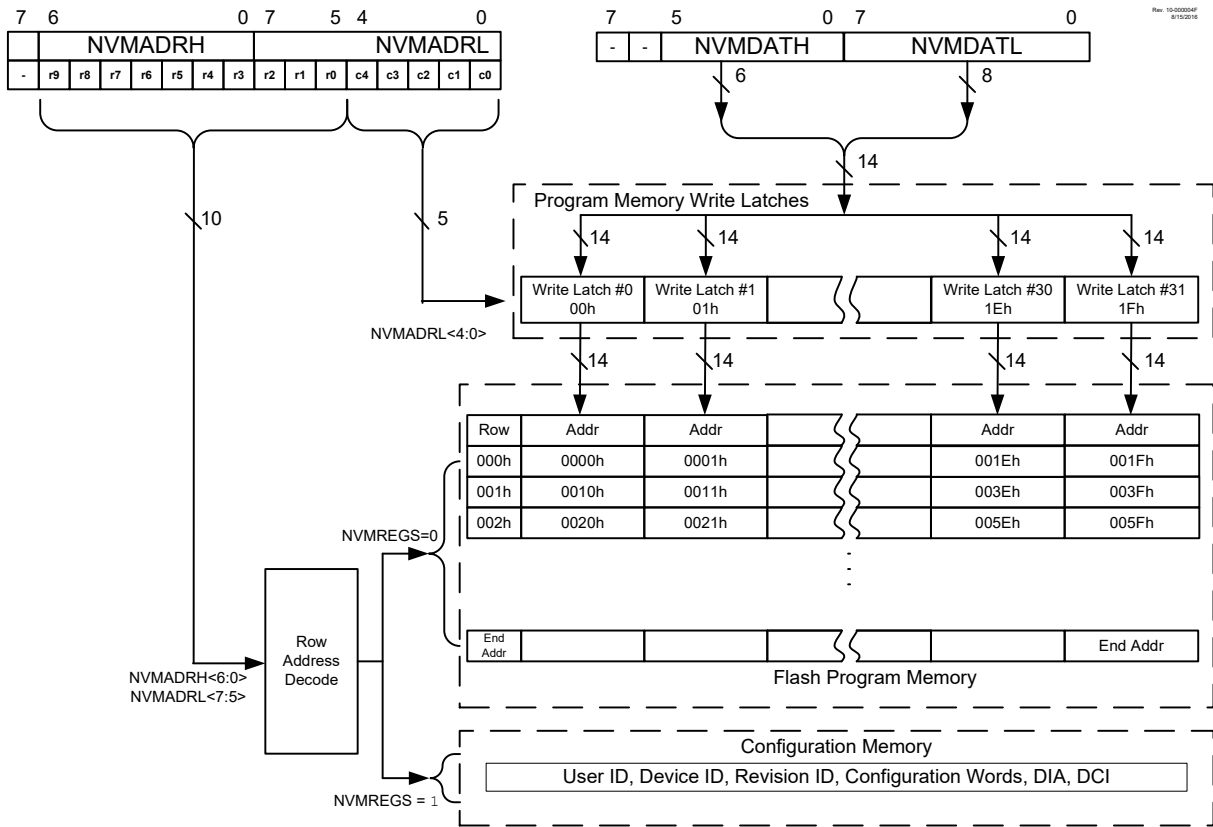 7 6 0 7 5 4 0
7 5 0 7 0
Rev. 10-000004F
8/15/2016
NVMADRH NVMADRL
- - NVMDATH NVMDATL
- r9 r8 r7 r6 r5 r4 r3 r2 r1 r0 c4 c3 c2 c1 c0
6 8
14
Program Memory Write Latches
10 5
14 14 14 14
Write Latch #0
00h
Write Latch #1
01h
Write Latch #30
1Eh
Write Latch #31
1Fh
NVMADRL<4:0>
14 14 14 14
Row Addr Addr Addr Addr
000h 0000h 0001h 001Eh 001Fh
001h 0010h 0011h 003Eh 003Fh
002h 0020h 0021h 005Eh 005Fh
NVMREGS=0
End
Addr
End Addr
Row
Address
Decode
NVMADRH<6:0>
NVMADRL<7:5>
Flash Program Memory
Configuration Memory
User ID, Device ID, Revision ID, Configuration Words, DIA, DCI
NVMREGS = 1